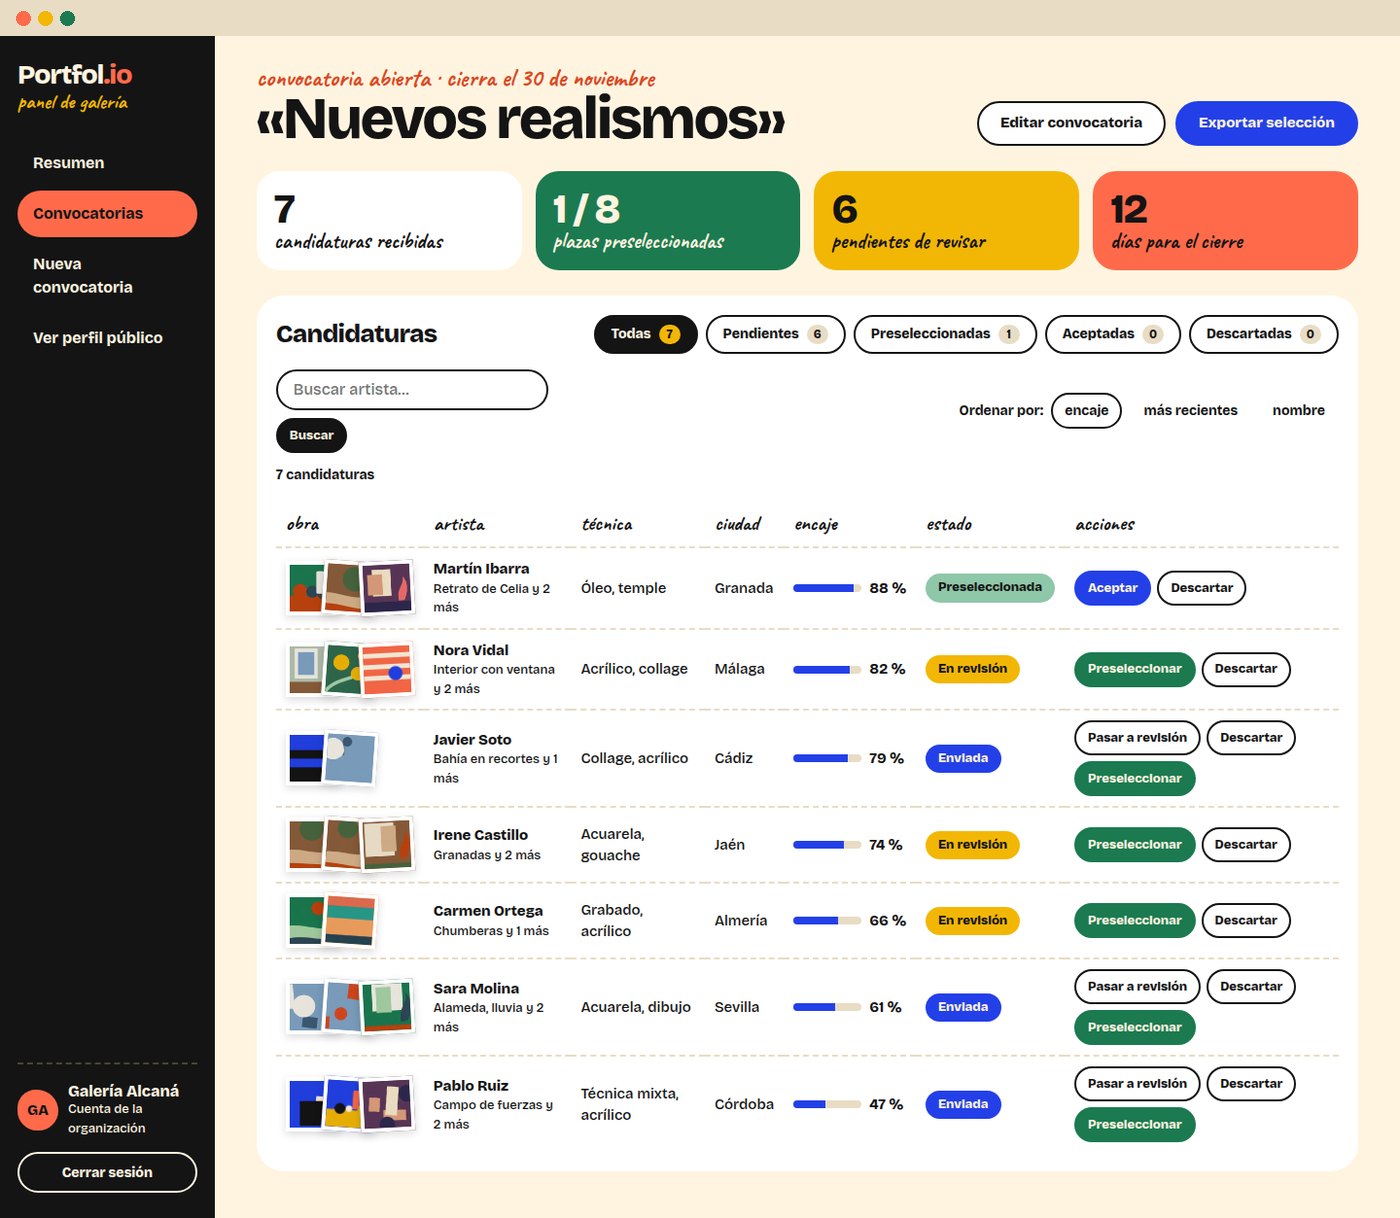 Portfol.io
panel de galería
Resumen
Convocatorias
Nueva
convocatoria
Ver perfil público
Galería Alcaná
GA
Cuenta de la
organización
Cerrar sesión
convocatoria abierta · cierra el 30 de noviembre
«Nuevos realismos»
Editar convocatoria
Exportar selección
7
candidaturas recibidas
1/8
plazas preseleccionadas
6
pendientes de revisar
12
días para el cierre
Candidaturas
Todas 7
Pendientes 6
Preseleccionadas 1
Aceptadas 0
Descartadas 0
Buscar artista...
Buscar
Ordenar por: encaje más recientes nombre
7 candidaturas
obra artista técnica ciudad encaje estado acciones
Martín Ibarra
Retrato de Celia y 2
más
Óleo, temple
Granada
88 %
Preseleccionada
Aceptar
Descartar
Nora Vidal
Interior con ventana
y 2 más
Acrílico, collage
Málaga
82 %
En revisión
Preseleccionar
Descartar
Javier Soto
Bahía en recortes y 1
más
Collage, acrílico
Cádiz
79 %
Enviada
Pasar a revisión
Descartar
Preseleccionar
Irene Castillo
Granadas y 2 más
Acuarela,
gouache
Jaén
74 %
En revisión
Preseleccionar
Descartar
Carmen Ortega
Chumberas y 1 más
Grabado,
acrílico
Almería
66 %
En revisión
Preseleccionar
Descartar
Sara Molina
Alameda, lluvia y 2
más
Acuarela, dibujo
Sevilla
61 %
Enviada
Pasar a revisión
Descartar
Preseleccionar
Pablo Ruiz
Campo de fuerzas y
2 más
Técnica mixta,
acrílico
Córdoba
47 %
Enviada
Pasar a revisión
Descartar
Preseleccionar